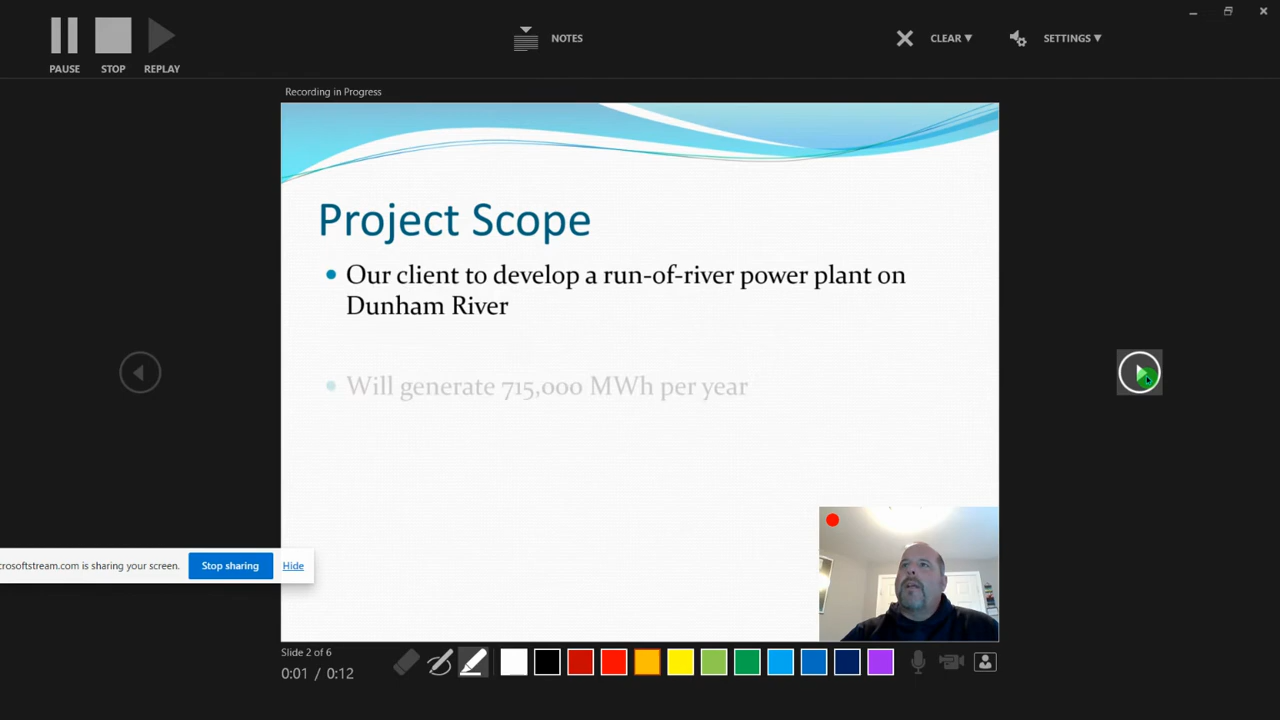 PAUSE STOP REPLAY
NOTES
CLEAR
SETTINGS
Recording in Progress
Project Scope
Our client to develop a run-of-river power plant on
Dunham River
Will generate 715,000 MWh per year
crosoftstream.com is sharing your screen. Stop sharing Hide
Slide 2 of 6
0:01 / 0:12